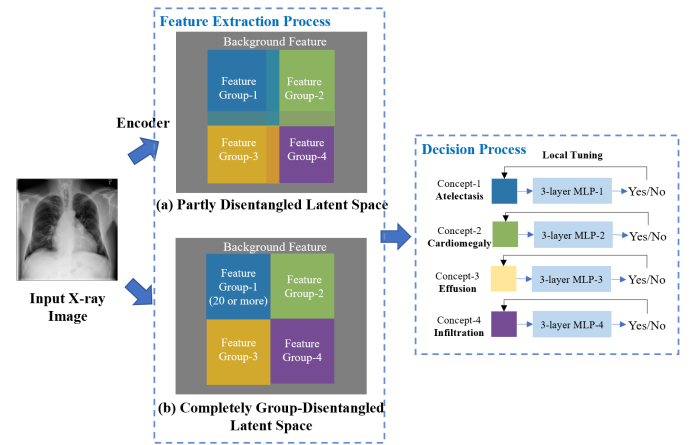 Feature Extraction Process
Background Feature
Feature
Group-1
Feature
Group-2
Feature
Group-3
Feature
Group-4
(a) Partly Disentangled Latent Space
Encoder
Input X-ray
Image
Background Feature
Feature
Group-1
(20 or more)
Feature
Group-2
Feature
Group-3
Feature
Group-4
(b) Completely Group-Disentangled
Latent Space
Decision Process
Local Tuning
Concept-1
Atelectasis
3-layer MLP-1
Yes/No
Concept-2
Cardiomegaly
3-layer MLP-2
Yes/No
Concept-3
Effusion
3-layer MLP-3
Yes/No
Concept-4
Infiltration
3-layer MLP-4
Yes/No